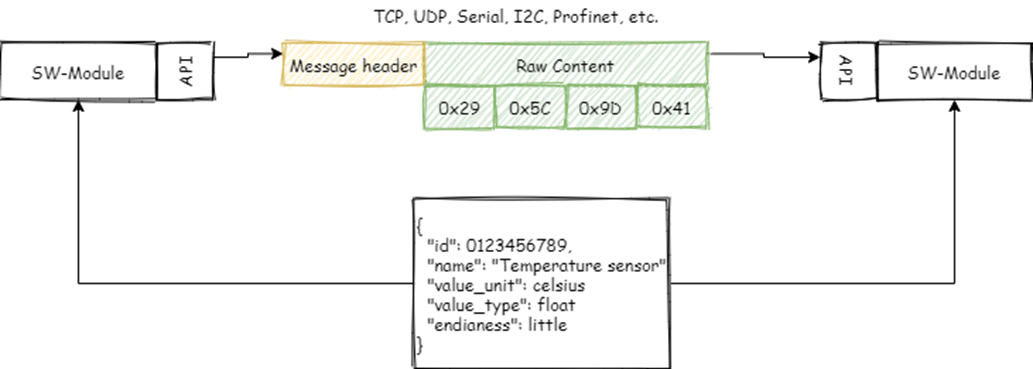 TCP, UDP, Serial, I2C, Profinet, etc.
SW-Module
API
Message header
Raw Content
API
SW-Module
0x29
0x5C
0x9D
0x41
{
"id": 0123456789,
"name": "Temperature sensor"
"value_unit": celsius
"value_type": float
"endianess": little
}